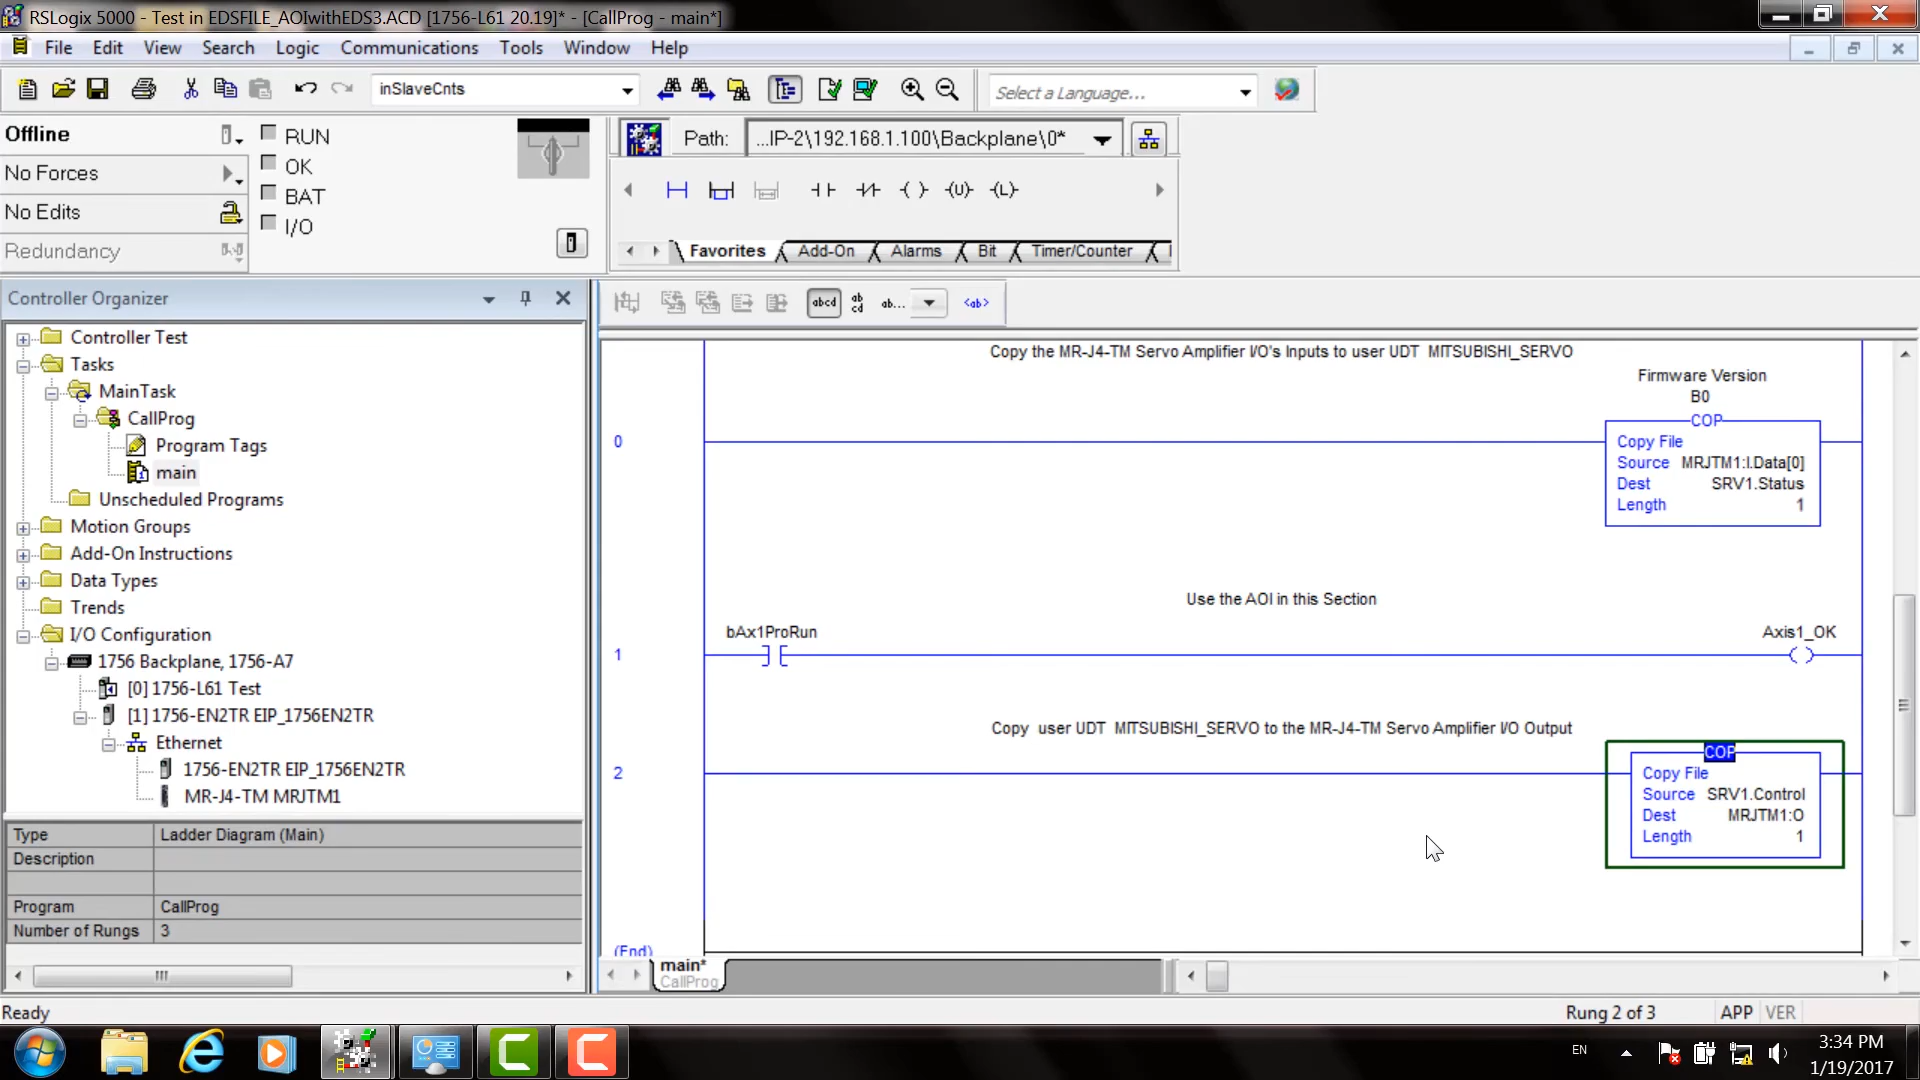 RSLogix 5000 - Test in EDSFILE_AOIwithEDS3.ACD [1756-L61 20.19]* - [CallProg - main*]
File Edit View Search Logic Communications Tools Window Help
inSlaveCnts
Select a Language...
Offline
RUN
No Forces
OK
No Edits
BAT
Redundancy
I/O
Path: ...IP-2\192.168.1.100\Backplane\0*
Favorites Add-On Alarms Bit Timer/Counter
Controller Organizer
Controller Test
Tasks
MainTask
CallProg
Program Tags
main
Unscheduled Programs
Motion Groups
Add-On Instructions
Data Types
Trends
I/O Configuration
1756 Backplane, 1756-A7
[0] 1756-L61 Test
[1] 1756-EN2TR EIP_1756EN2TR
Ethernet
1756-EN2TR EIP_1756EN2TR
MR-J4-TM MRJTM1
Type Ladder Diagram (Main)
Description
Program CallProg
Number of Rungs 3
abcd
ab
cd
ab...
<ab>
Copy the MR-J4-TM Servo Amplifier I/O's Inputs to user UDT MITSUBISHI_SERVO
Firmware Version
B0
COP
0
Copy File
Source MRJTM1:I.Data[0]
Dest SRV1.Status
Length 1
Use the AOI in this Section
bAx1ProRun
Axis1_OK
1
Copy user UDT MITSUBISHI_SERVO to the MR-J4-TM Servo Amplifier I/O Output
COP
2
Copy File
Source SRV1.Control
Dest MRJTM1:O
Length 1
(End)
main*
CallProg
Ready
Rung 2 of 3
APP
VER
EN
3:34 PM
1/19/2017